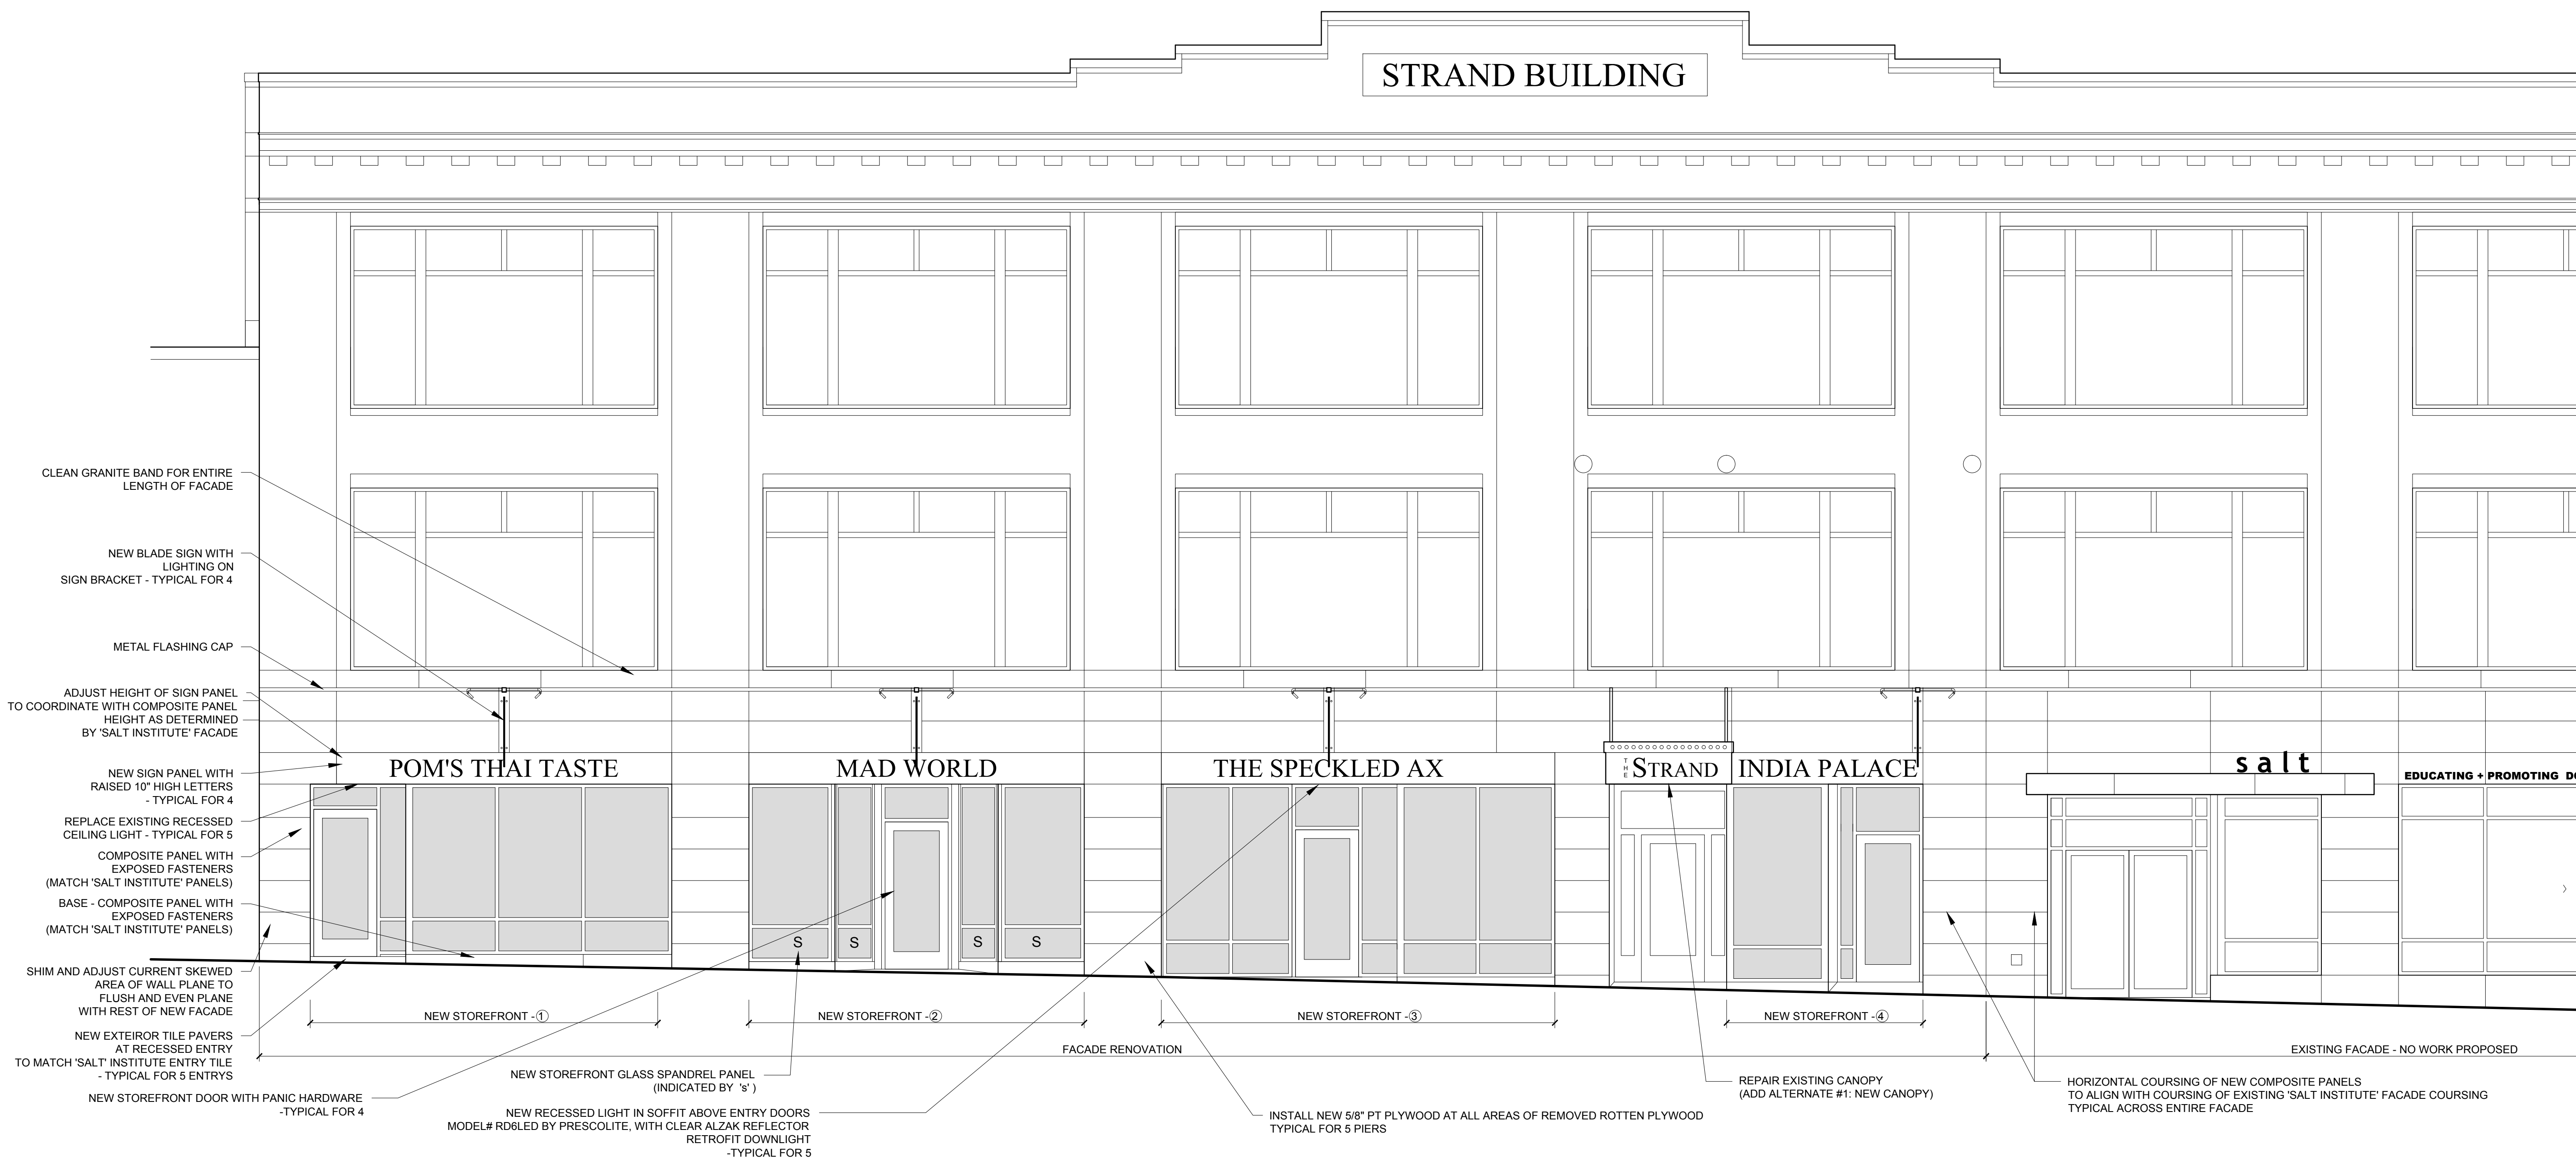 STRAND BUILDING
CLEAN GRANITE BAND FOR ENTIRE
LENGTH OF FACADE
NEW BLADE SIGN WITH
LIGHTING ON
SIGN BRACKET - TYPICAL FOR 4
METAL FLASHING CAP
ADJUST HEIGHT OF SIGN PANEL
TO COORDINATE WITH COMPOSITE PANEL
HEIGHT AS DETERMINED
BY 'SALT INSTITUTE' FACADE
NEW SIGN PANEL WITH
RAISED 10" HIGH LETTERS
- TYPICAL FOR 4
REPLACE EXISTING RECESSED
CEILING LIGHT - TYPICAL FOR 5
COMPOSITE PANEL WITH
EXPOSED FASTENERS
(MATCH 'SALT INSTITUTE' PANELS)
BASE - COMPOSITE PANEL WITH
EXPOSED FASTENERS
(MATCH 'SALT INSTITUTE' PANELS)
SHIM AND ADJUST CURRENT SKEWED
AREA OF WALL PLANE TO
FLUSH AND EVEN PLANE
WITH REST OF NEW FACADE
NEW EXTEIROR TILE PAVERS
AT RECESSED ENTRY
TO MATCH 'SALT' INSTITUTE ENTRY TILE
- TYPICAL FOR 5 ENTRYS
NEW STOREFRONT DOOR WITH PANIC HARDWARE
-TYPICAL FOR 4
POM'S THAI TASTE
MAD WORLD
THE SPECKLED AX
THE STRAND
INDIA PALACE
salt
EDUCATING + PROMOTING DO
S S S S
NEW STOREFRONT -①
NEW STOREFRONT -②
NEW STOREFRONT -③
NEW STOREFRONT -④
FACADE RENOVATION
EXISTING FACADE - NO WORK PROPOSED
NEW STOREFRONT GLASS SPANDREL PANEL
(INDICATED BY 's' )
NEW RECESSED LIGHT IN SOFFIT ABOVE ENTRY DOORS
MODEL# RD6LED BY PRESCOLITE, WITH CLEAR ALZAK REFLECTOR
RETROFIT DOWNLIGHT
-TYPICAL FOR 5
INSTALL NEW 5/8" PT PLYWOOD AT ALL AREAS OF REMOVED ROTTEN PLYWOOD
TYPICAL FOR 5 PIERS
REPAIR EXISTING CANOPY
(ADD ALTERNATE #1: NEW CANOPY)
HORIZONTAL COURSING OF NEW COMPOSITE PANELS
TO ALIGN WITH COURSING OF EXISTING 'SALT INSTITUTE' FACADE COURSING
TYPICAL ACROSS ENTIRE FACADE